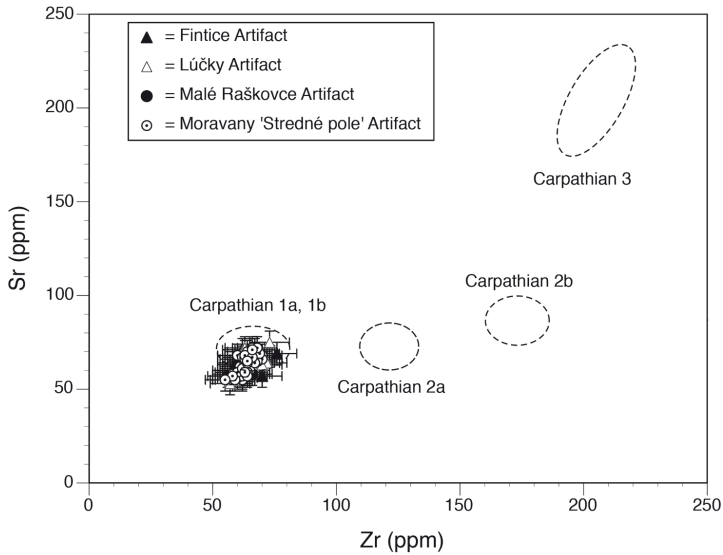 250
200
150
100
50
0
Sr (ppm)
▲ = Fintice Artifact
△ = Lúčky Artifact
● = Malé Raškovce Artifact
⊙ = Moravany 'Stredné pole' Artifact
Carpathian 3
Carpathian 2b
Carpathian 1a, 1b
Carpathian 2a
0 50 100 150 200 250
Zr (ppm)